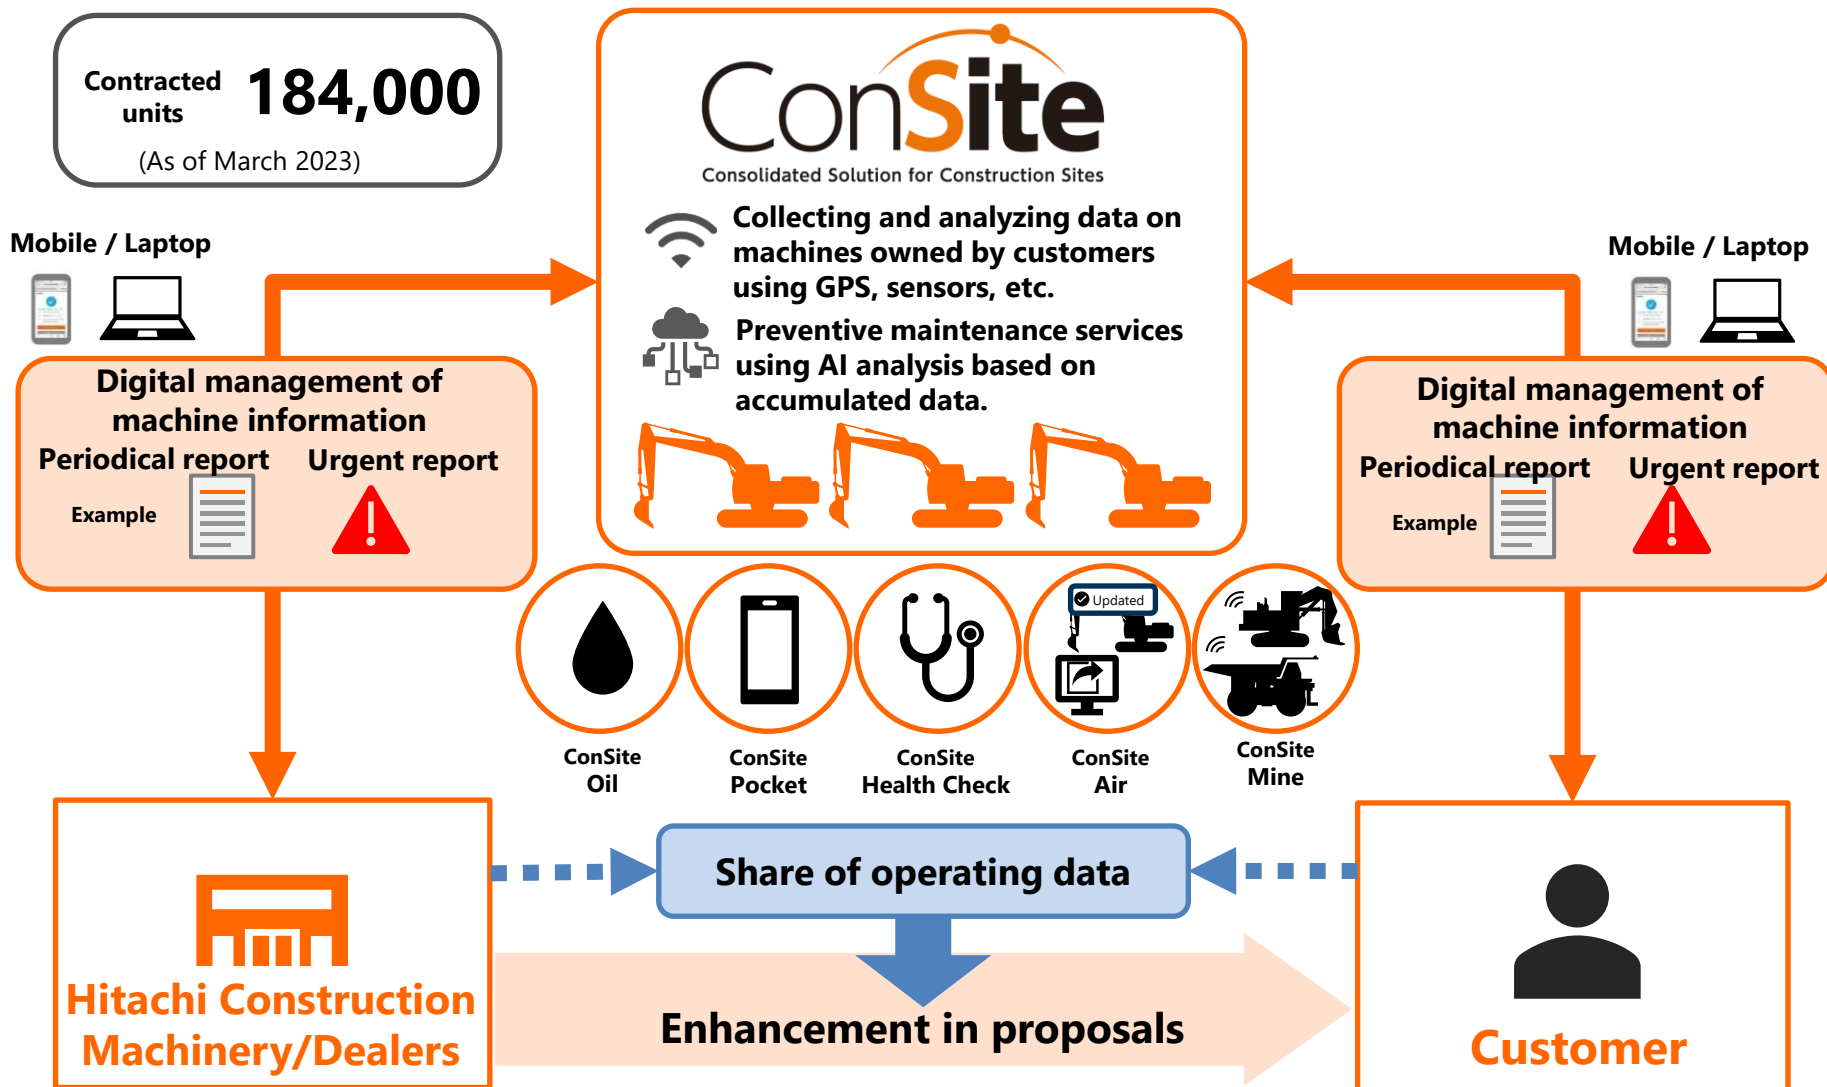 Contracted
units
184,000
(As of March 2023)
ConSite
Consolidated Solution for Construction Sites
Collecting and analyzing data on
machines owned by customers
using GPS, sensors, etc.
Preventive maintenance services
using AI analysis based on
accumulated data.
Mobile / Laptop
Digital management of
machine information
Periodical report
Urgent report
Example
Mobile / Laptop
Digital management of
machine information
Periodical report
Urgent report
Example
Updated
ConSite
Oil
ConSite
Pocket
ConSite
Health Check
ConSite
Air
ConSite
Mine
Share of operating data
Enhancement in proposals
Hitachi Construction
Machinery/Dealers
Customer